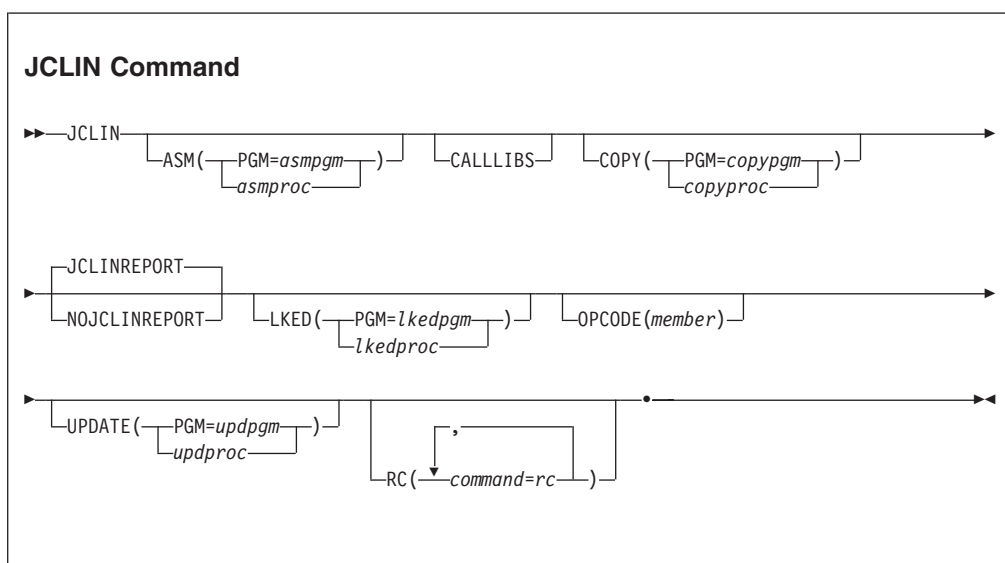 JCLIN Command
JCLIN
ASM( PGM=asmpgm )
asmproc
CALLLIBS
COPY( PGM=copypgm )
copyproc
JCLINREPORT
NOJCLINREPORT
LKED( PGM=lkedpgm )
lkedproc
OPCODE(member)
UPDATE( PGM=updpgm )
updproc
,
RC( command=rc )
.